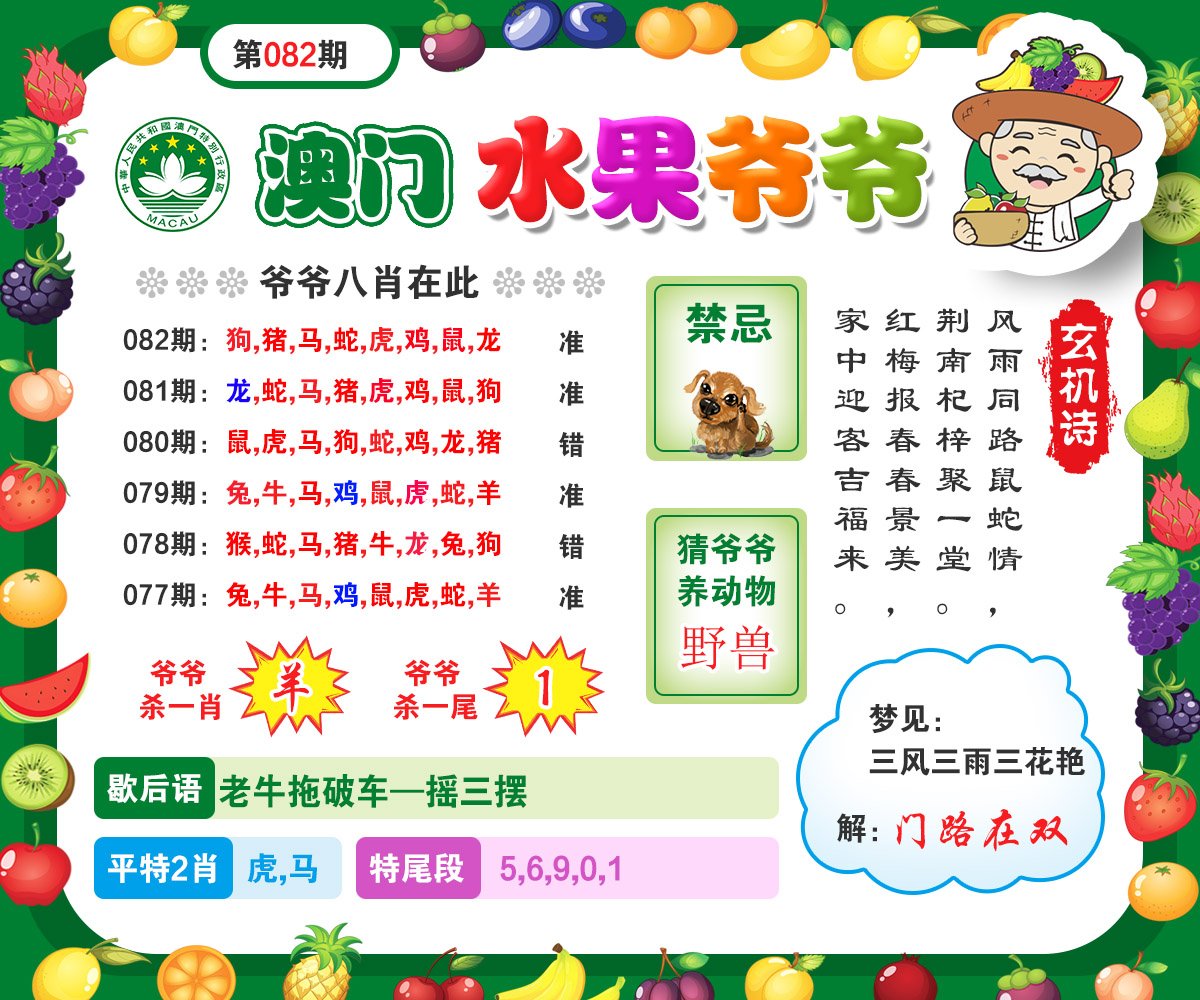 第082期
中華人民共和國澳門特別行政區
MACAU
澳门 水果爷爷
爷爷八肖在此
082期：狗,猪,马,蛇,虎,鸡,鼠,龙 准
081期：龙,蛇,马,猪,虎,鸡,鼠,狗 准
080期：鼠,虎,马,狗,蛇,鸡,龙,猪 错
079期：兔,牛,马,鸡,鼠,虎,蛇,羊 准
078期：猴,蛇,马,猪,牛,龙,兔,狗 错
077期：兔,牛,马,鸡,鼠,虎,蛇,羊 准
爷爷
杀一肖
羊
爷爷
杀一尾
1
禁忌
猜爷爷
养动物
野兽
玄机诗
风雨同路鼠蛇情，
荆南杞梓聚一堂。
红梅报春春景美，
家中迎客吉福来。
梦见：
三风三雨三花艳
解：门路在双
歇后语 老牛拖破车—摇三摆
平特2肖 虎,马
特尾段 5,6,9,0,1